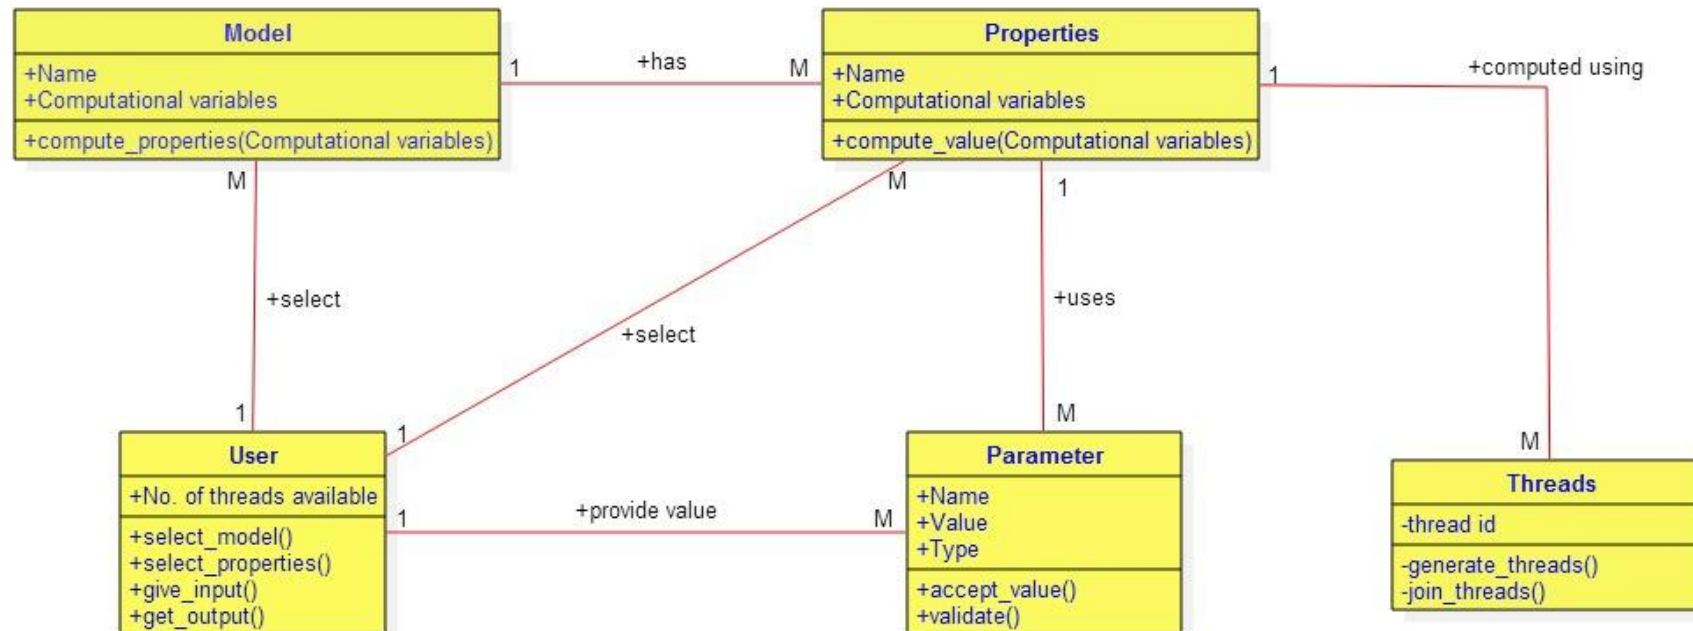 Model
+Name
+Computational variables
+compute_properties(Computational variables)
1
+has
M
Properties
+Name
+Computational variables
+compute_value(Computational variables)
1
+computed using
M
M
+select
1
M
+select
1
1
+uses
M
User
+No. of threads available
+select_model()
+select_properties()
+give_input()
+get_output()
1
+provide value
M
Parameter
+Name
+Value
+Type
+accept_value()
+validate()
Threads
-thread id
-generate_threads()
-join_threads()